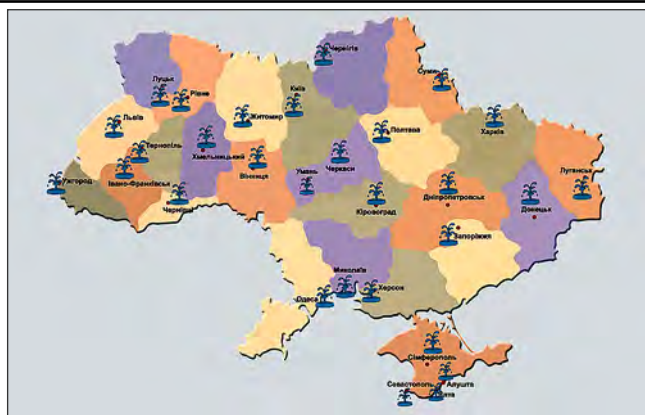 Чернігів
Суми
Луцьк
Рівне
Київ
Житомир
Львів
Полтава
Харків
Тернопіль
Хмельницький
Черкаси
Вінниця
Умань
Луганськ
Ужгород
Івано-Франківськ
Дніпропетровськ
Донецьк
Чернівці
Кіровоград
Запоріжжя
Миколаїв
Одеса
Херсон
Сімферополь
Севастополь
Алушта